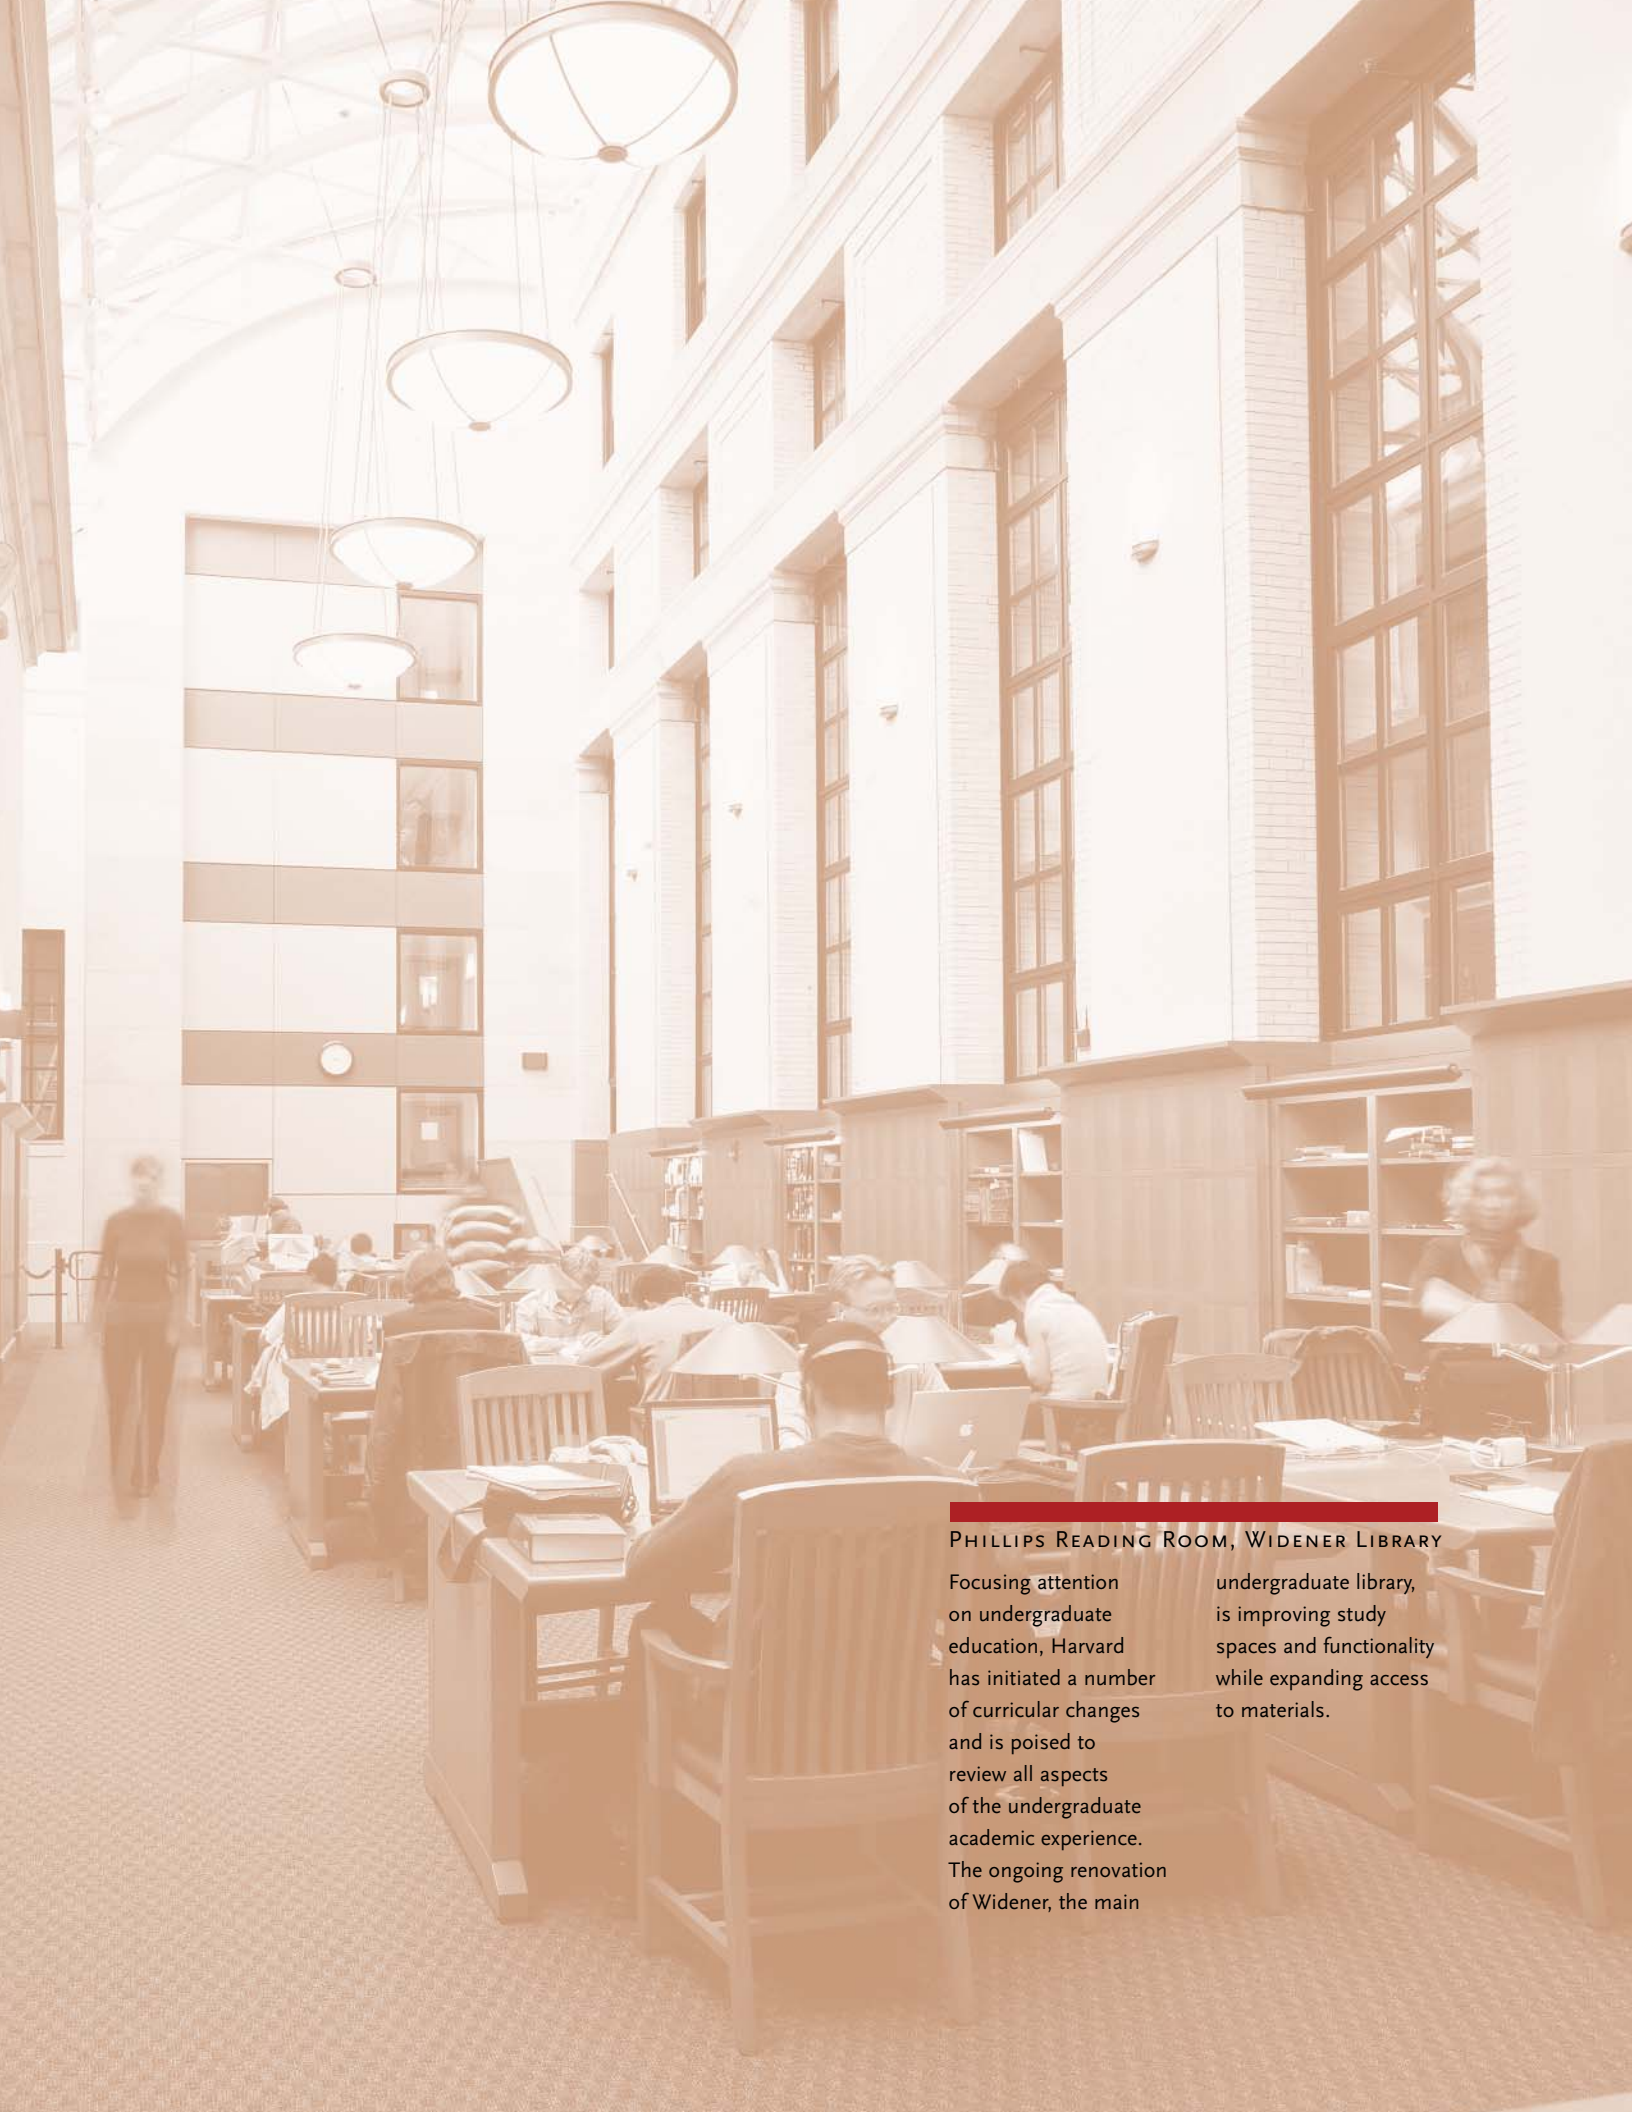 Phillips Reading Room, Widener Library
Focusing attention
on undergraduate
education, Harvard
has initiated a number
of curricular changes
and is poised to
review all aspects
of the undergraduate
academic experience.
The ongoing renovation
of Widener, the main
undergraduate library,
is improving study
spaces and functionality
while expanding access
to materials.